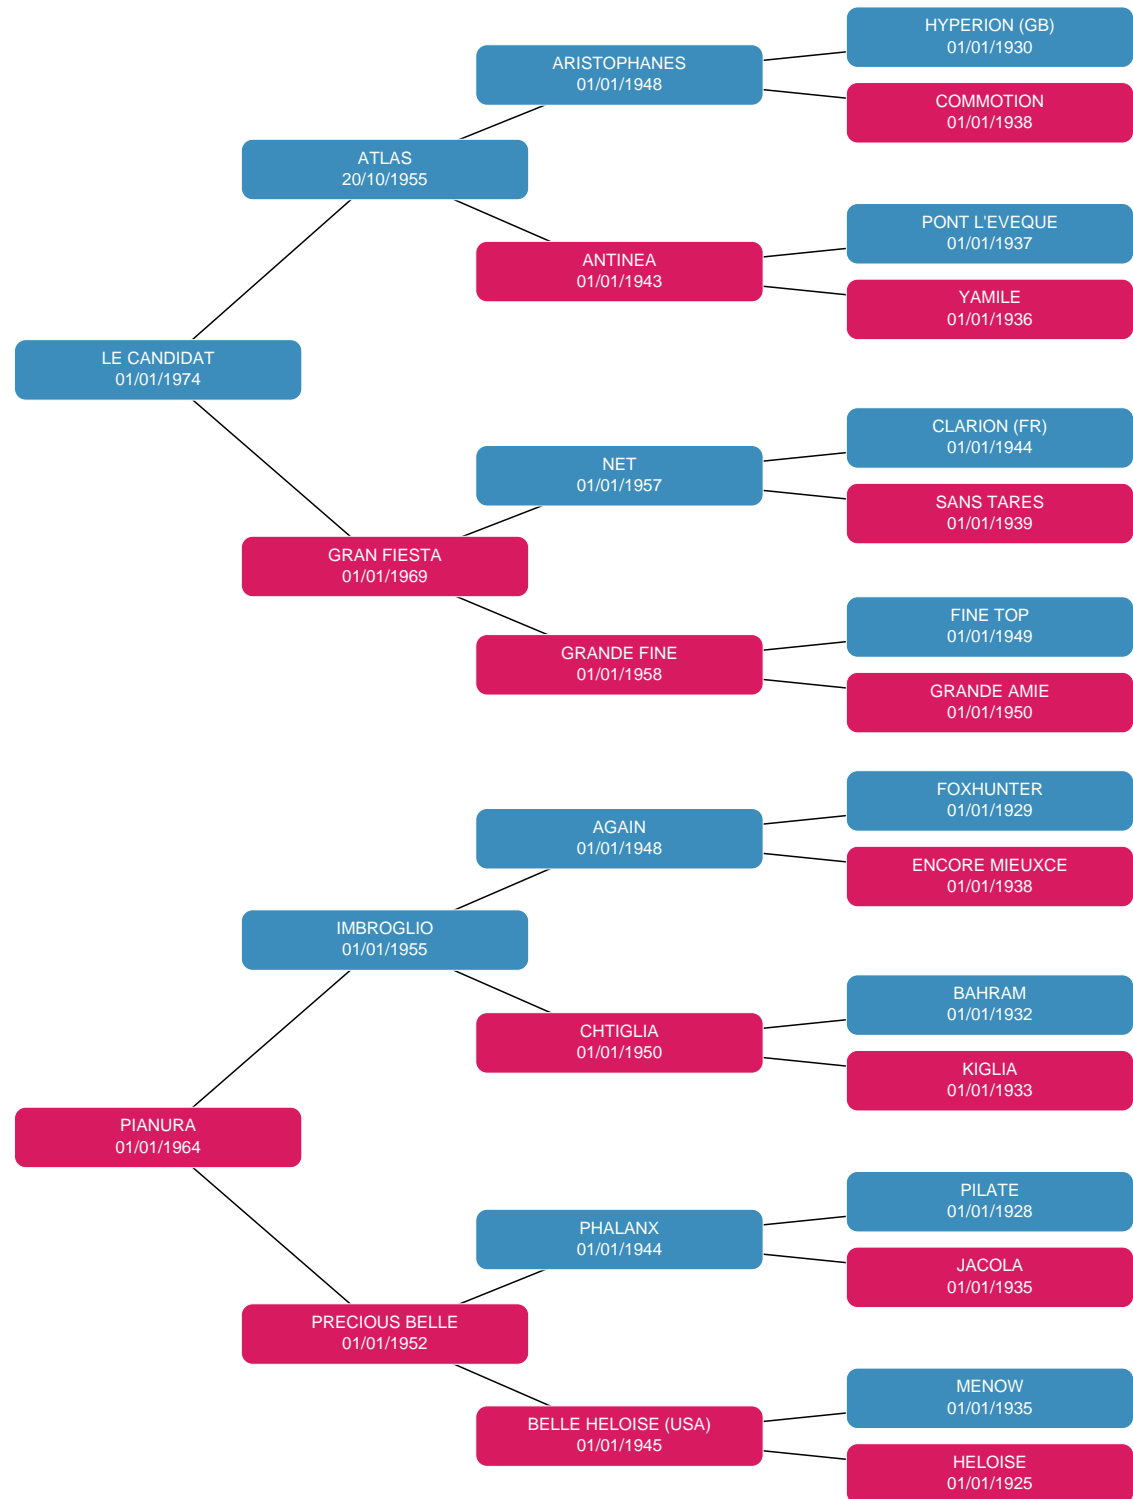 HYPERION (GB)
01/01/1930
ARISTOPHANES
01/01/1948
COMMOTION
01/01/1938
ATLAS
20/10/1955
PONT L'EVEQUE
01/01/1937
ANTINEA
01/01/1943
YAMILE
01/01/1936
LE CANDIDAT
01/01/1974
CLARION (FR)
01/01/1944
NET
01/01/1957
SANS TARES
01/01/1939
GRAN FIESTA
01/01/1969
FINE TOP
01/01/1949
GRANDE FINE
01/01/1958
GRANDE AMIE
01/01/1950
FOXHUNTER
01/01/1929
AGAIN
01/01/1948
ENCORE MIEUXCE
01/01/1938
IMBROGLIO
01/01/1955
BAHRAM
01/01/1932
CHTIGLIA
01/01/1950
KIGLIA
01/01/1933
PIANURA
01/01/1964
PILATE
01/01/1928
PHALANX
01/01/1944
JACOLA
01/01/1935
PRECIOUS BELLE
01/01/1952
MENOW
01/01/1935
BELLE HELOISE (USA)
01/01/1945
HELOISE
01/01/1925